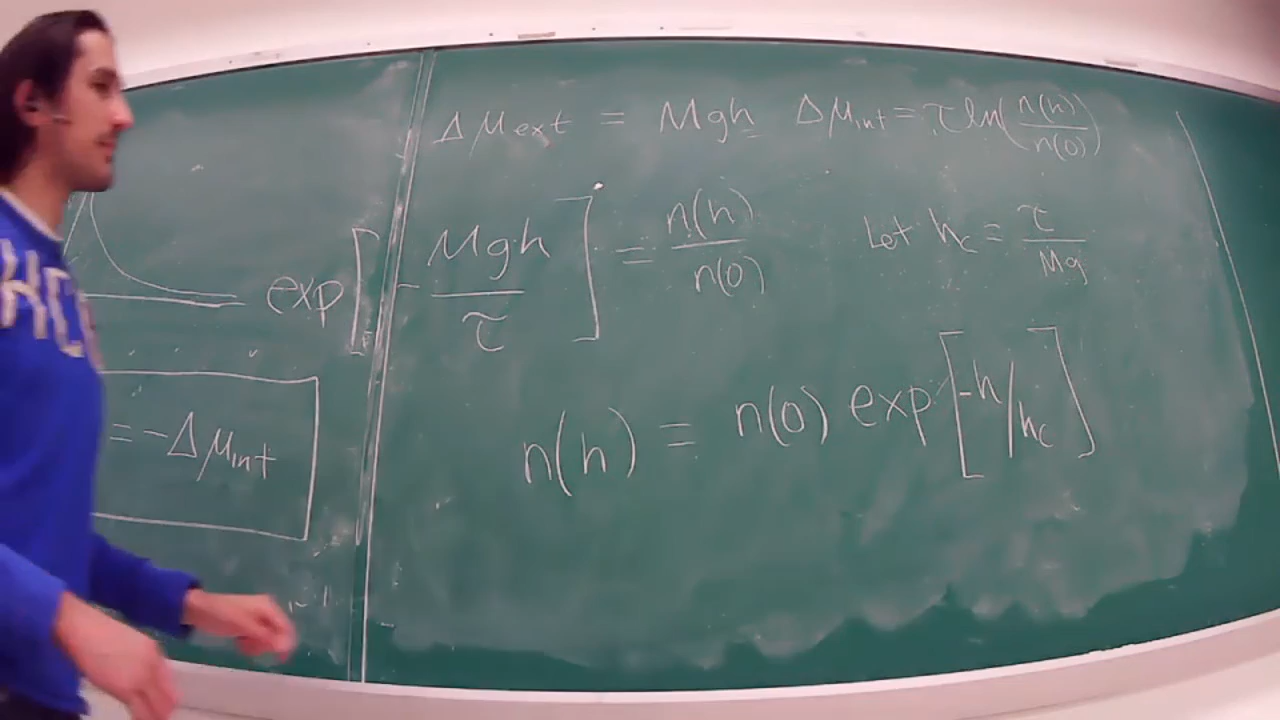 Δμext = Mgh Δμint = τ ln(n(h)/n(0))
exp[-Mgh/τ] = n(h)/n(0) Let hc = τ/Mg
n(h) = n(0) exp[-h/hc]
= -Δμint